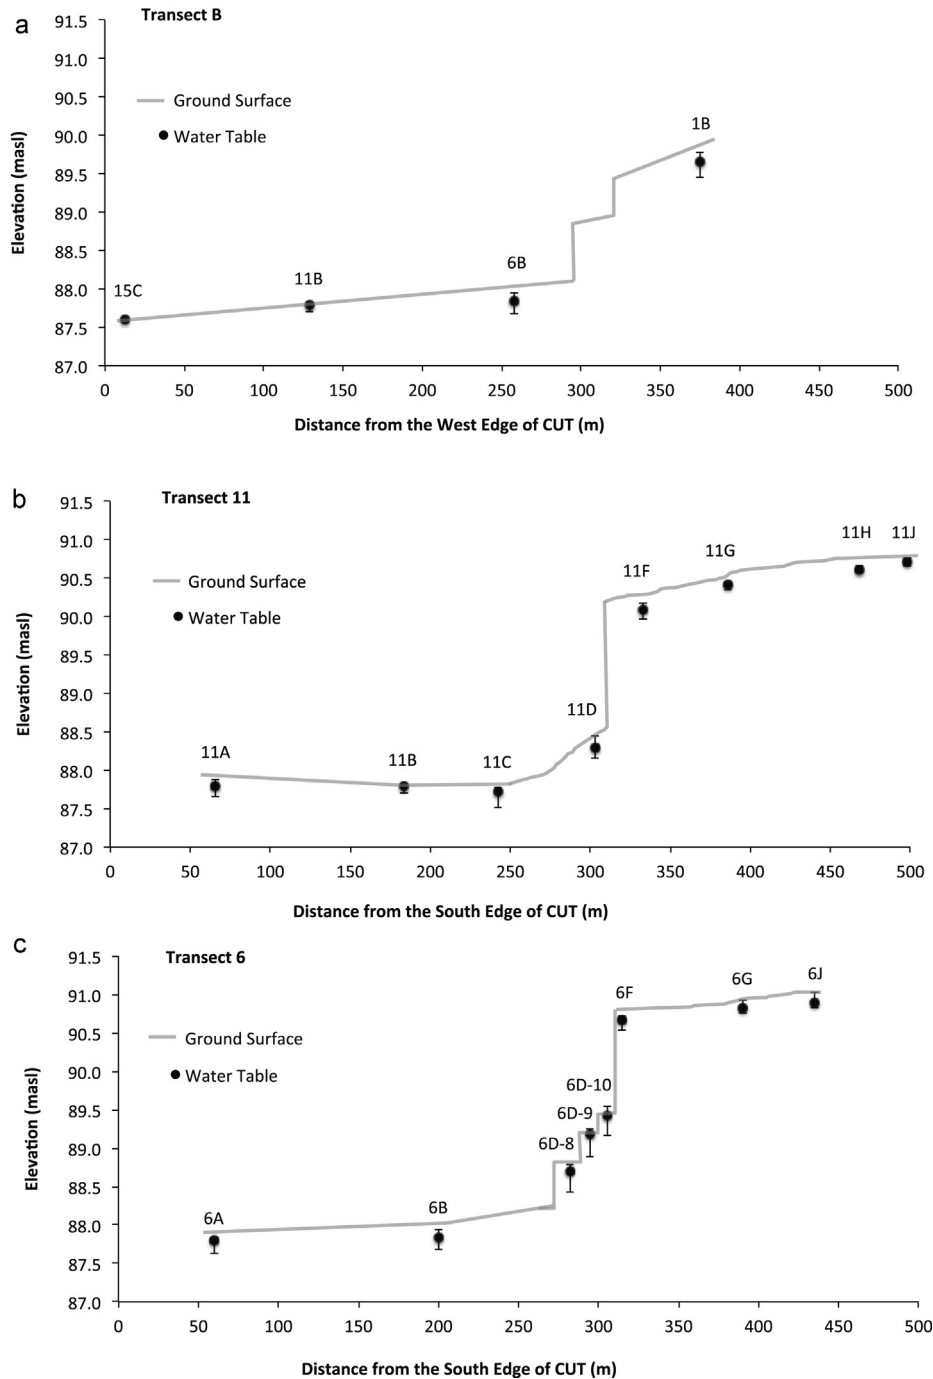 a
Transect B
91.5
91.0
90.5
90.0
89.5
89.0
88.5
88.0
87.5
87.0
Elevation (masl)
Ground Surface
Water Table
15C
11B
6B
1B
0 50 100 150 200 250 300 350 400 450 500
Distance from the West Edge of CUT (m)
b
Transect 11
91.5
91.0
90.5
90.0
89.5
89.0
88.5
88.0
87.5
87.0
Elevation (masl)
Ground Surface
Water Table
11A
11B
11C
11D
11F
11G
11H
11J
0 50 100 150 200 250 300 350 400 450 500
Distance from the South Edge of CUT (m)
c
Transect 6
91.5
91.0
90.5
90.0
89.5
89.0
88.5
88.0
87.5
87.0
Elevation (masl)
Ground Surface
Water Table
6A
6B
6D-8
6D-9
6D-10
6F
6G
6J
0 50 100 150 200 250 300 350 400 450 500
Distance from the South Edge of CUT (m)